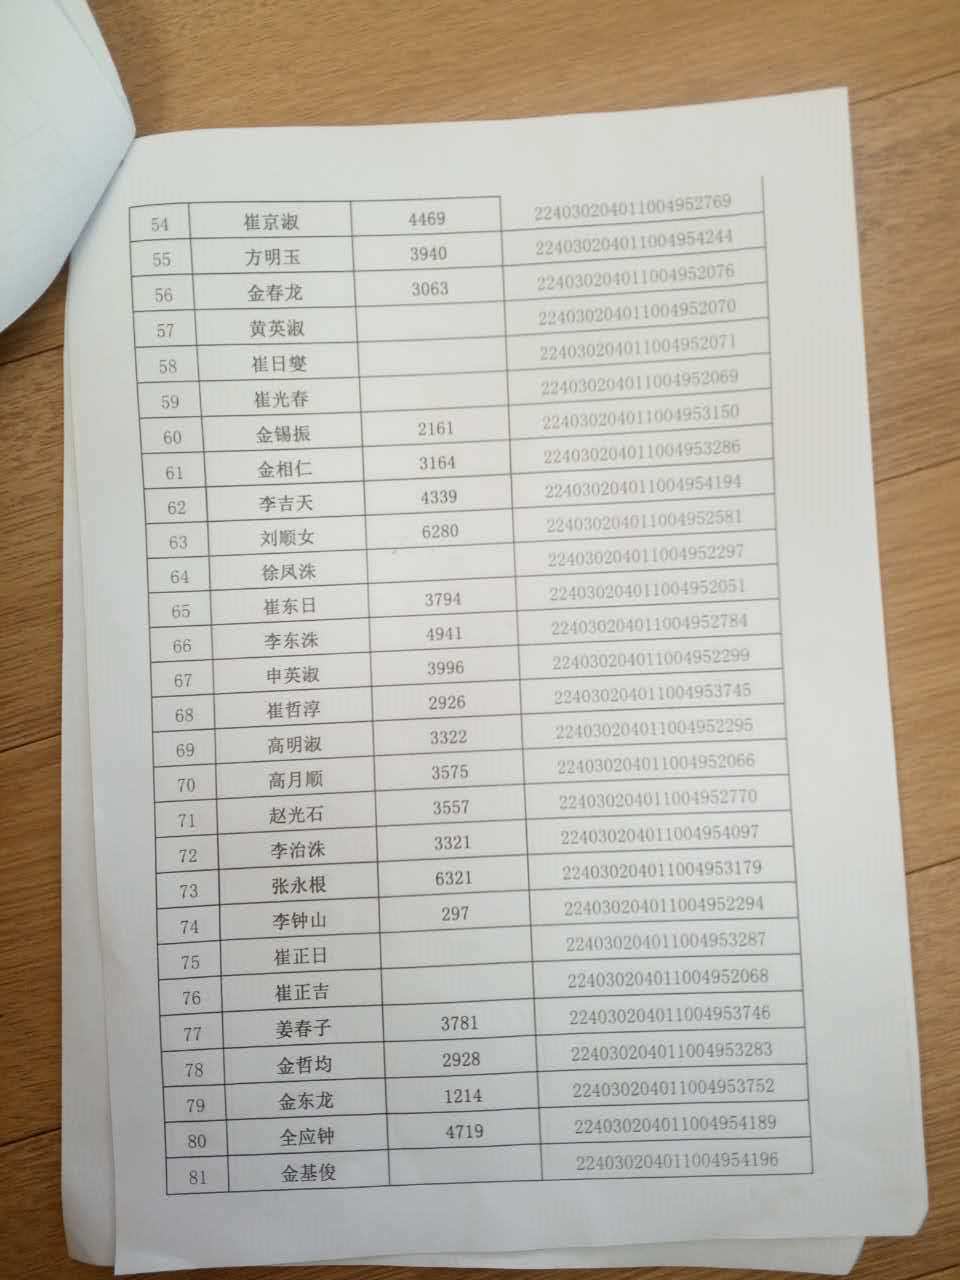 54 崔京淑 4469 224030204011004952769
55 方明玉 3940 224030204011004954244
56 金春龙 3063 224030204011004952076
57 黄英淑 224030204011004952070
58 崔日燮 224030204011004952071
59 崔光春 224030204011004952069
60 金锡振 2161 224030204011004953150
61 金相仁 3164 224030204011004953286
62 李吉天 4339 224030204011004954194
63 刘顺女 6280 224030204011004952581
64 徐凤洙 224030204011004952297
65 崔东日 3794 224030204011004952051
66 李东洙 4941 224030204011004952784
67 申英淑 3996 224030204011004952299
68 崔哲淳 2926 224030204011004953745
69 高明淑 3322 224030204011004952295
70 高月顺 3575 224030204011004952066
71 赵光石 3557 224030204011004952770
72 李治洙 3321 224030204011004954097
73 张永根 6321 224030204011004953179
74 李钟山 297 224030204011004952294
75 崔正日 224030204011004953287
76 崔正吉 224030204011004952068
77 姜春子 3781 224030204011004953746
78 金哲均 2928 224030204011004953283
79 金东龙 1214 224030204011004953752
80 全应钟 4719 224030204011004954189
81 金基俊 224030204011004954196